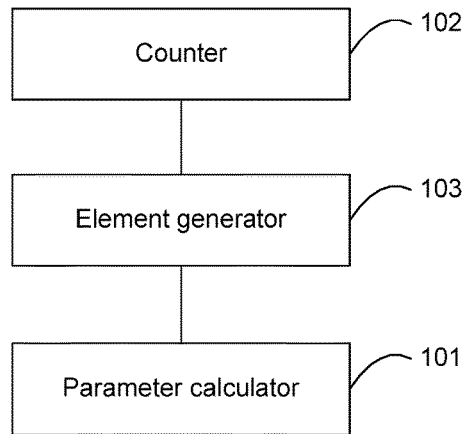 102
Counter
103
Element generator
101
Parameter calculator